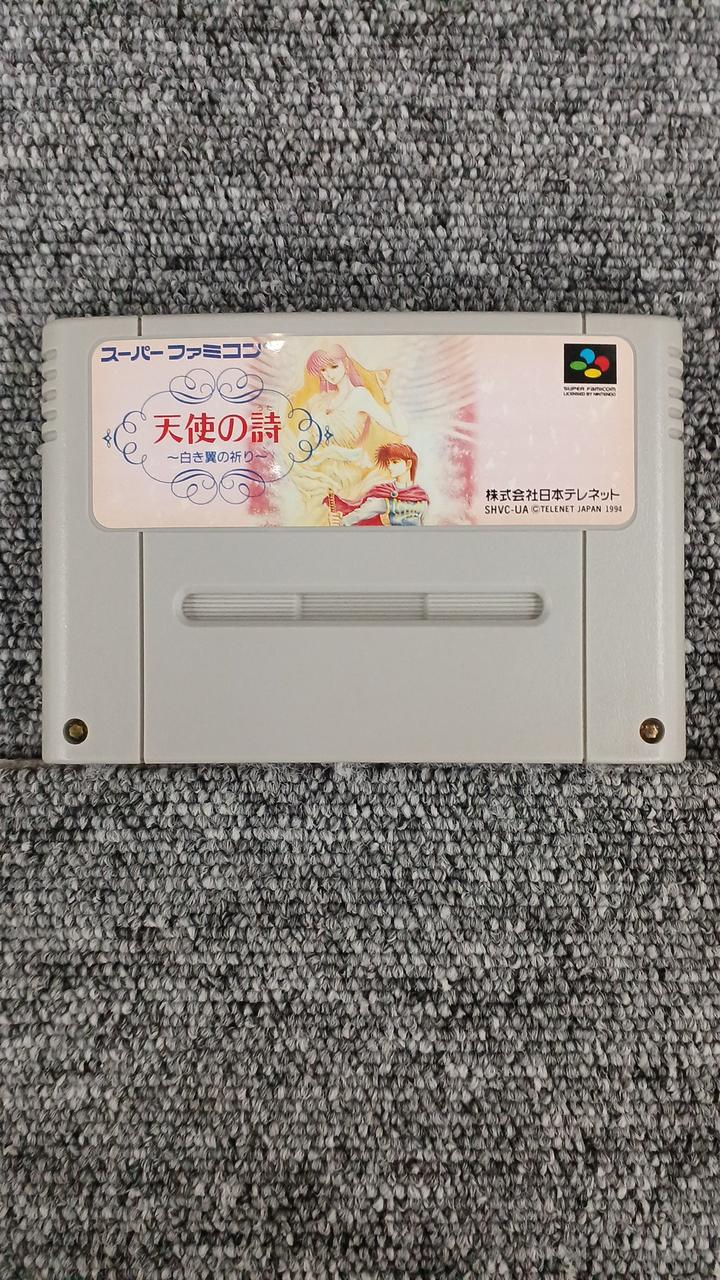 スーパーファミコン
うた
天使の詩
～白き翼の祈り～
SUPER FAMICOM
LICENSED BY NINTENDO
株式会社日本テレネット
SHVC-UA ©TELENET JAPAN 1994